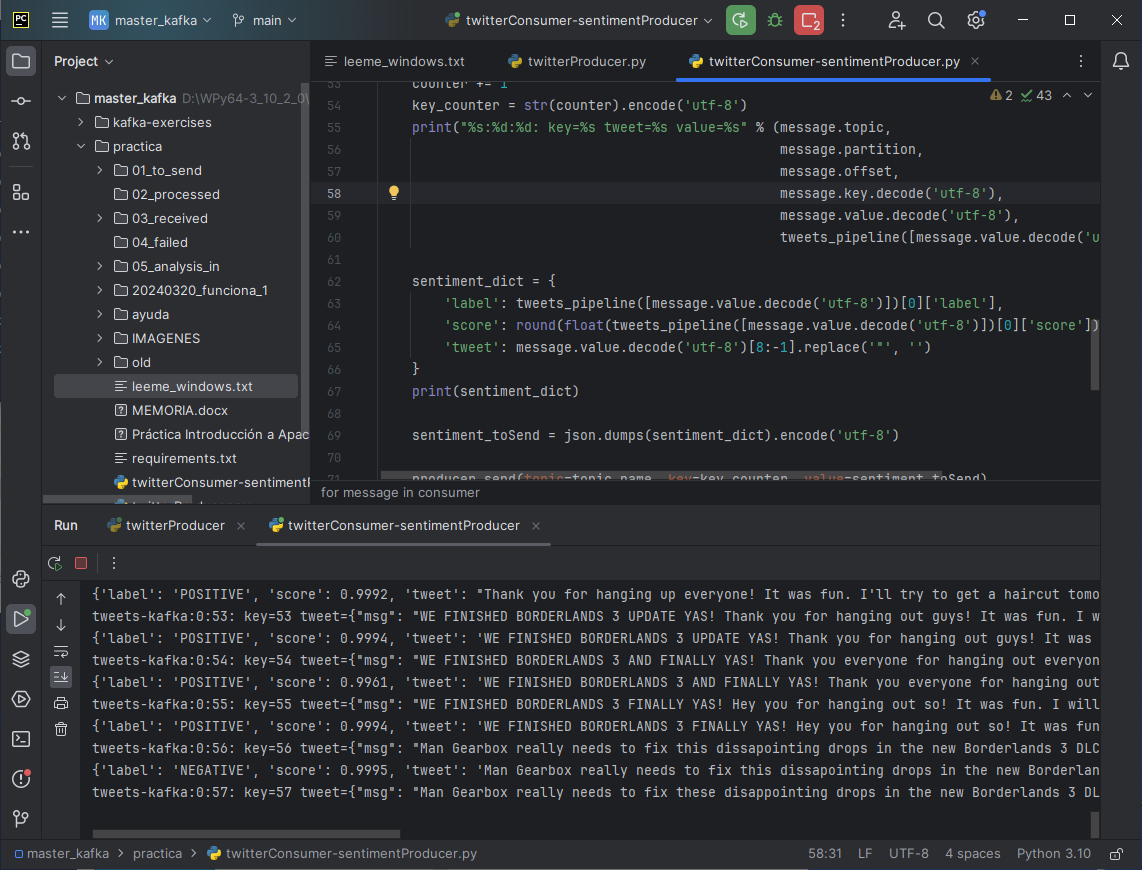 PC MK master_kafka main twitterConsumer-sentimentProducer 2
Project
master_kafka D:\WPy64-3_10_2_0\
kafka-exercises
practica
01_to_send
02_processed
03_received
04_failed
05_analysis_in
20240320_funciona_1
ayuda
IMAGENES
old
leeme_windows.txt
MEMORIA.docx
Práctica Introducción a Apac
requirements.txt
twitterConsumer-sentiment
leeme_windows.txt twitterProducer.py twitterConsumer-sentimentProducer.py
2 43
53 counter += 1
54 key_counter = str(counter).encode('utf-8')
55 print("%s:%d:%d: key=%s tweet=%s value=%s" % (message.topic,
56 message.partition,
57 message.offset,
58 message.key.decode('utf-8'),
59 message.value.decode('utf-8'),
60 tweets_pipeline([message.value.decode('u
61
62 sentiment_dict = {
63 'label': tweets_pipeline([message.value.decode('utf-8')])[0]['label'],
64 'score': round(float(tweets_pipeline([message.value.decode('utf-8')])[0]['score'])
65 'tweet': message.value.decode('utf-8')[8:-1].replace('"', '')
66 }
67 print(sentiment_dict)
68
69 sentiment_toSend = json.dumps(sentiment_dict).encode('utf-8')
70
71 producer.send(topic=topic_name, key=key_counter, value=sentiment_toSend)
for message in consumer
Run twitterProducer twitterConsumer-sentimentProducer
{'label': 'POSITIVE', 'score': 0.9992, 'tweet': "Thank you for hanging up everyone! It was fun. I'll try to get a haircut tomo
tweets-kafka:0:53: key=53 tweet={"msg": "WE FINISHED BORDERLANDS 3 UPDATE YAS! Thank you for hanging out guys! It was fun. I w
{'label': 'POSITIVE', 'score': 0.9994, 'tweet': 'WE FINISHED BORDERLANDS 3 UPDATE YAS! Thank you for hanging out guys! It was
tweets-kafka:0:54: key=54 tweet={"msg": "WE FINISHED BORDERLANDS 3 AND FINALLY YAS! Thank you everyone for hanging out everyon
{'label': 'POSITIVE', 'score': 0.9961, 'tweet': 'WE FINISHED BORDERLANDS 3 AND FINALLY YAS! Thank you everyone for hanging out
tweets-kafka:0:55: key=55 tweet={"msg": "WE FINISHED BORDERLANDS 3 FINALLY YAS! Hey you for hanging out so! It was fun. I will
{'label': 'POSITIVE', 'score': 0.9994, 'tweet': 'WE FINISHED BORDERLANDS 3 FINALLY YAS! Hey you for hanging out so! It was fun
tweets-kafka:0:56: key=56 tweet={"msg": "Man Gearbox really needs to fix this dissapointing drops in the new Borderlands 3 DLC
{'label': 'NEGATIVE', 'score': 0.9995, 'tweet': 'Man Gearbox really needs to fix this dissapointing drops in the new Borderlan
tweets-kafka:0:57: key=57 tweet={"msg": "Man Gearbox really needs to fix these disappointing drops in the new Borderlands 3 DL
master_kafka practica twitterConsumer-sentimentProducer.py 58:31 LF UTF-8 4 spaces Python 3.10